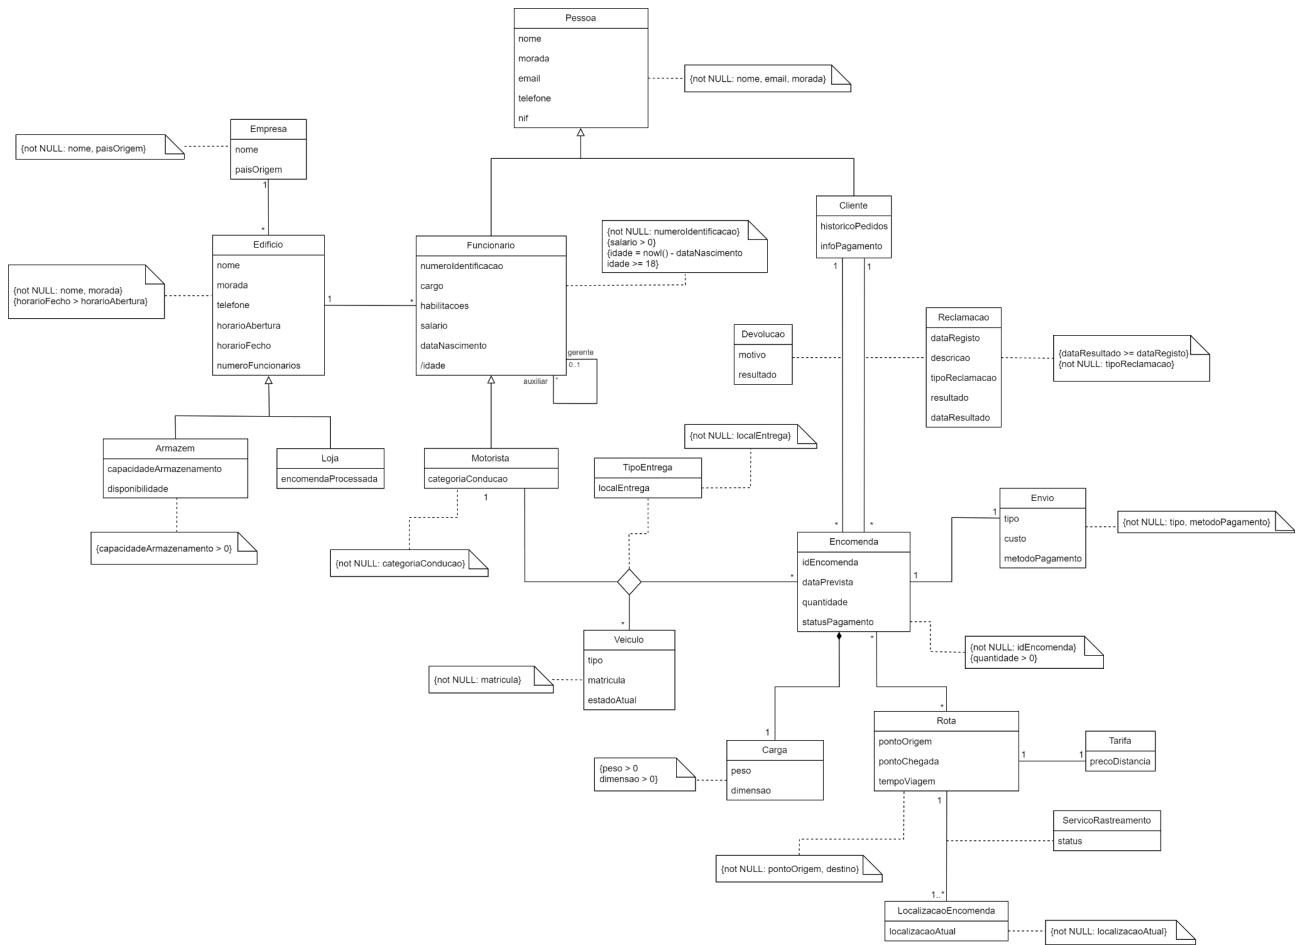 Pessoa
nome
morada
email
telefone
nif
{not NULL: nome, email, morada}
Empresa
nome
paisOrigem
{not NULL: nome, paisOrigem}
1
*
Edificio
nome
morada
telefone
horarioAbertura
horarioFecho
numeroFuncionarios
{not NULL: nome, morada}
{horarioFecho > horarioAbertura}
1
*
Funcionario
numeroIdentificacao
cargo
habilitacoes
salario
dataNascimento
/idade
{not NULL: numeroIdentificacao}
{salario > 0}
{idade = nowl() - dataNascimento
idade >= 18}
gerente
0..1
auxiliar
*
Cliente
historicoPedidos
infoPagamento
1
1
Devolucao
motivo
resultado
Reclamacao
dataRegisto
descricao
tipoReclamacao
resultado
dataResultado
{dataResultado >= dataRegisto}
{not NULL: tipoReclamacao}
Armazem
capacidadeArmazenamento
disponibilidade
{capacidadeArmazenamento > 0}
Loja
encomendaProcessada
Motorista
categoriaConducao
1
{not NULL: categoriaConducao}
TipoEntrega
localEntrega
{not NULL: localEntrega}
*
*
Encomenda
idEncomenda
dataPrevista
quantidade
statusPagamento
*
1
1
Envio
tipo
custo
metodoPagamento
{not NULL: tipo, metodoPagamento}
{not NULL: idEncomenda}
{quantidade > 0}
*
Veiculo
tipo
matricula
estadoAtual
{not NULL: matricula}
*
*
1
Carga
peso
dimensao
{peso > 0
dimensao > 0}
Rota
pontoOrigem
pontoChegada
tempoViagem
1
1
Tarifa
precoDistancia
{not NULL: pontoOrigem, destino}
1
ServicoRastreamento
status
1..*
LocalizacaoEncomenda
localizacaoAtual
{not NULL: localizacaoAtual}